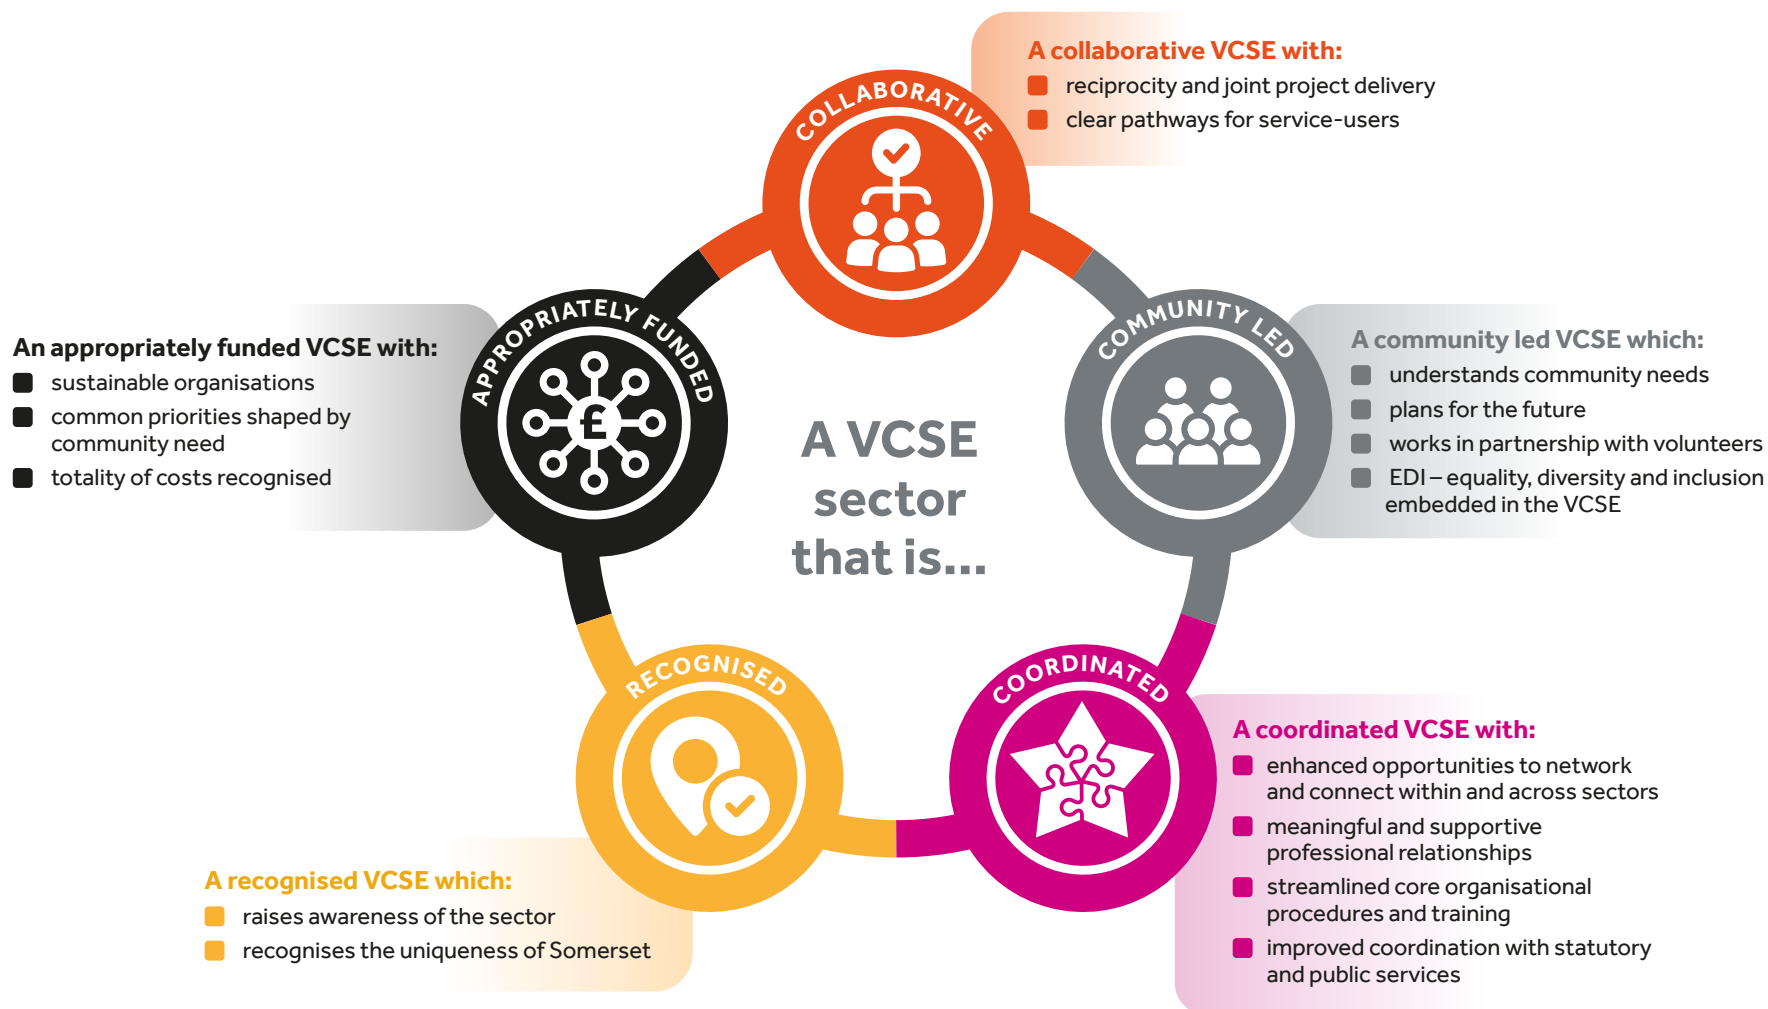 A collaborative VCSE with:
reciprocity and joint project delivery
clear pathways for service-users
COLLABORATIVE
APPROPRIATELY FUNDED
£
An appropriately funded VCSE with:
sustainable organisations
common priorities shaped by
community need
totality of costs recognised
A VCSE
sector
that is...
COMMUNITY LED
A community led VCSE which:
understands community needs
plans for the future
works in partnership with volunteers
EDI – equality, diversity and inclusion
embedded in the VCSE
RECOGNISED
A recognised VCSE which:
raises awareness of the sector
recognises the uniqueness of Somerset
COORDINATED
A coordinated VCSE with:
enhanced opportunities to network
and connect within and across sectors
meaningful and supportive
professional relationships
streamlined core organisational
procedures and training
improved coordination with statutory
and public services